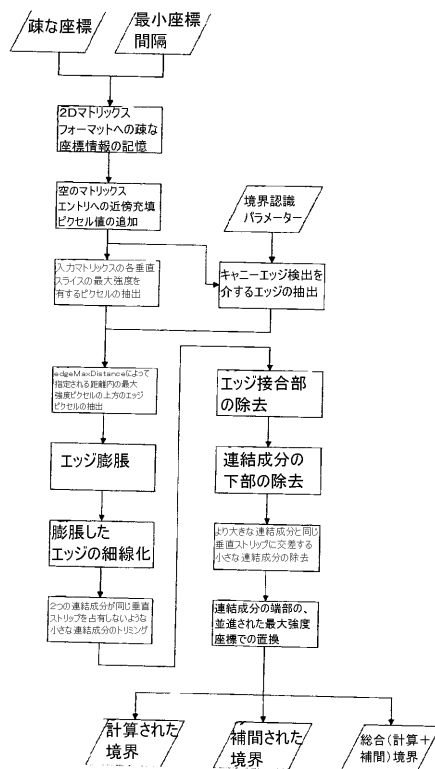 疎な座標
最小座標
間隔
2Dマトリックス
フォーマットへの疎な
座標情報の記憶
空のマトリックス
エントリへの近傍充填
ピクセル値の追加
境界認識
パラメーター
入力マトリックスの各垂直
スライスの最大強度を
有するピクセルの抽出
キャニーエッジ検出を
介するエッジの抽出
edgeMaxDistanceによって
指定される距離内の最大
強度ピクセルの上方のエッジ
ピクセルの抽出
エッジ膨脹
膨脹した
エッジの細線化
2つの連結成分が同じ垂直
ストリップを占有しないような
小さな連結成分のトリミング
エッジ接合部
の除去
連結成分の
下部の除去
より大きな連結成分と同じ
垂直ストリップに交差する
小さな連結成分の除去
連結成分の端部の、
並進された最大強度
座標での置換
計算された
境界
補間された
境界
総合(計算+
補間)境界